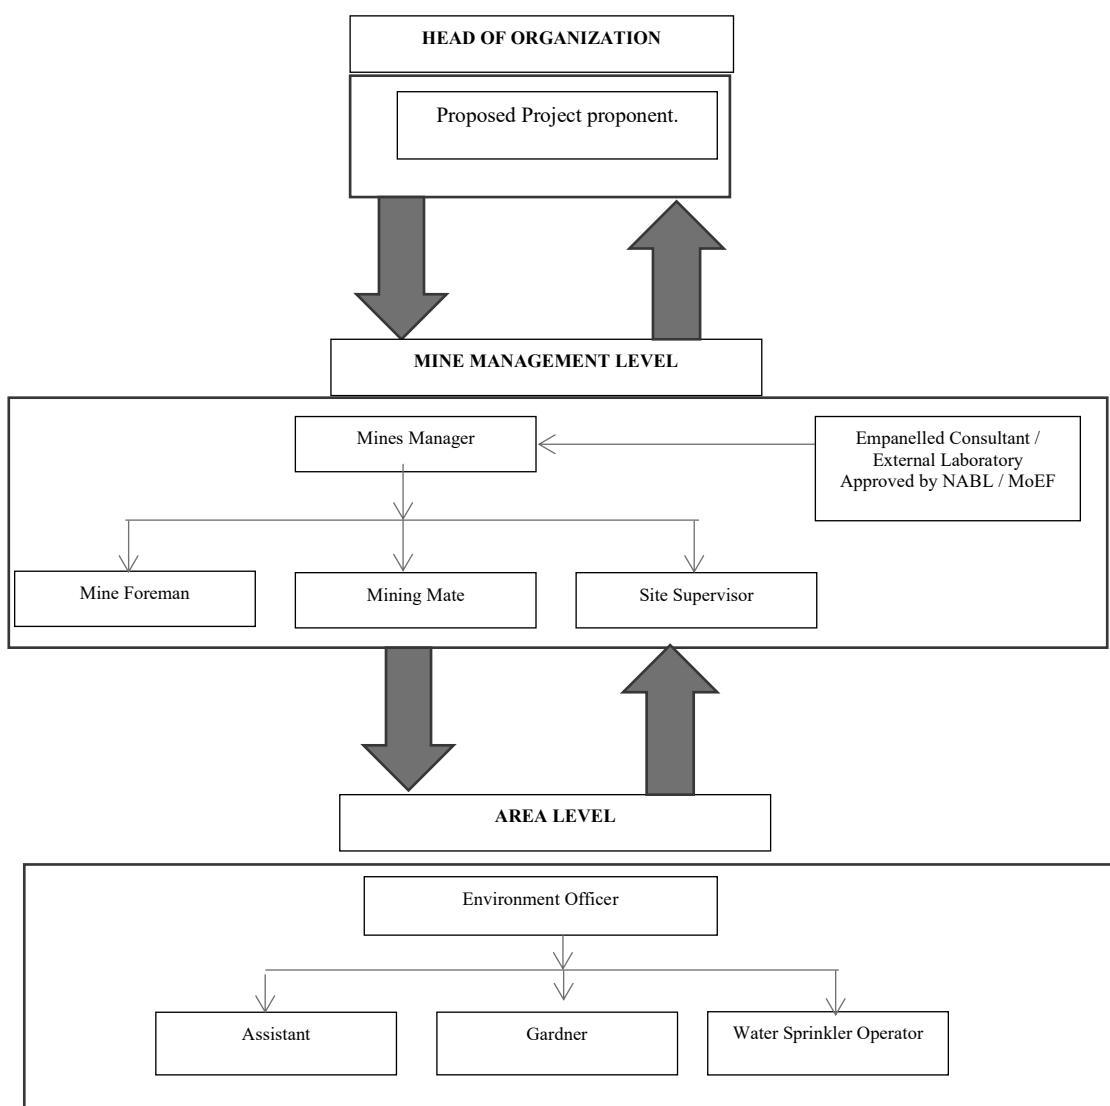 HEAD OF ORGANIZATION
Proposed Project proponent.
MINE MANAGEMENT LEVEL
Mines Manager
Empanelled Consultant /
External Laboratory
Approved by NABL / MoEF
Mine Foreman
Mining Mate
Site Supervisor
AREA LEVEL
Environment Officer
Assistant
Gardner
Water Sprinkler Operator